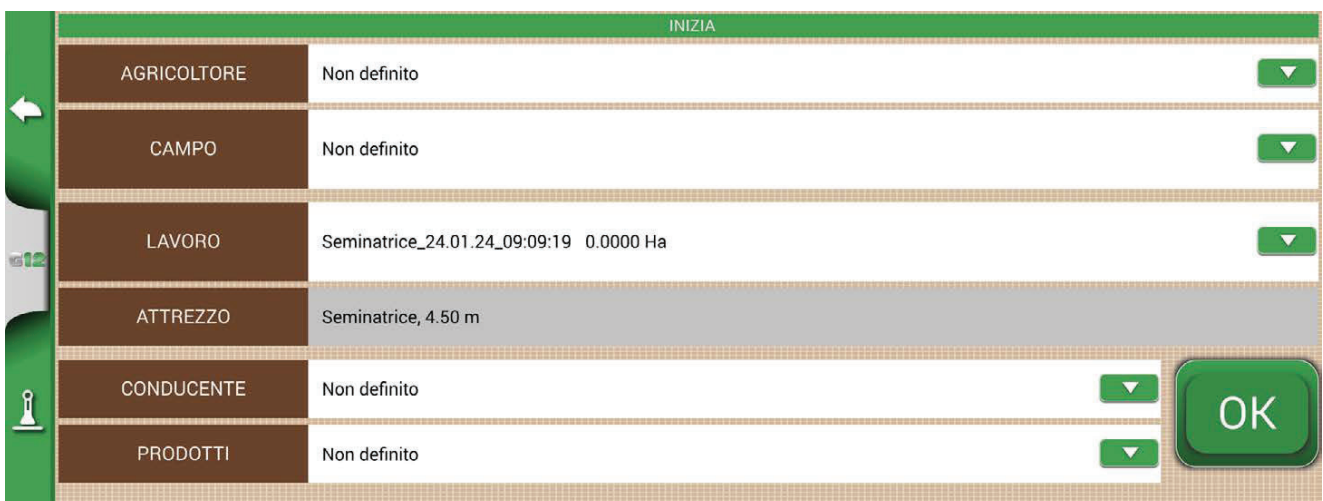 INIZIA
AGRICOLTORE Non definito
CAMPO Non definito
G12
LAVORO Seminatrice_24.01.24_09:09:19 0.0000 Ha
ATTREZZO Seminatrice, 4.50 m
CONDUCENTE Non definito
OK
PRODOTTI Non definito